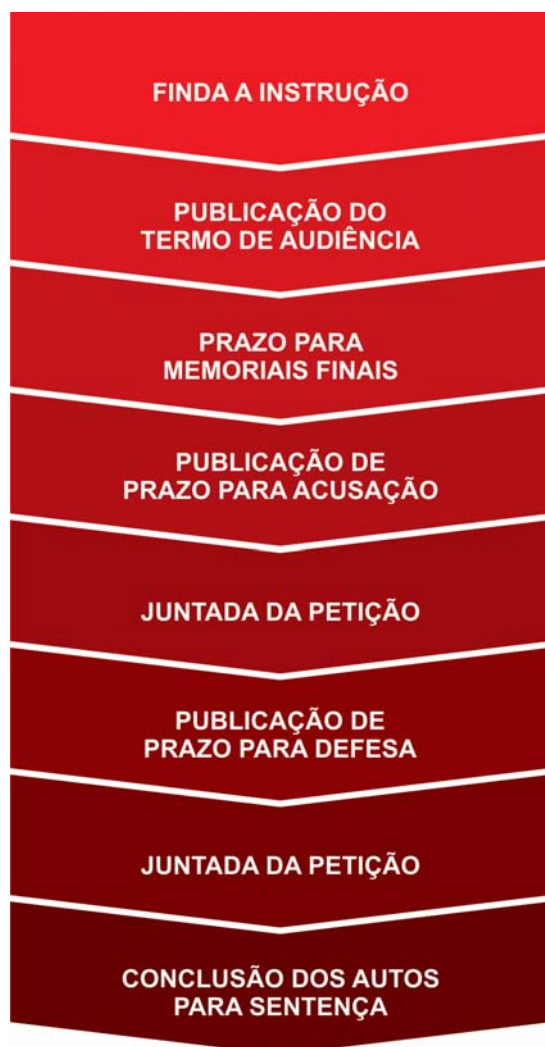 FINDA A INSTRUÇÃO
PUBLICAÇÃO DO
TERMO DE AUDIÊNCIA
PRAZO PARA
MEMORIAIS FINAIS
PUBLICAÇÃO DE
PRAZO PARA ACUSAÇÃO
JUNTADA DA PETIÇÃO
PUBLICAÇÃO DE
PRAZO PARA DEFESA
JUNTADA DA PETIÇÃO
CONCLUSÃO DOS AUTOS
PARA SENTENÇA